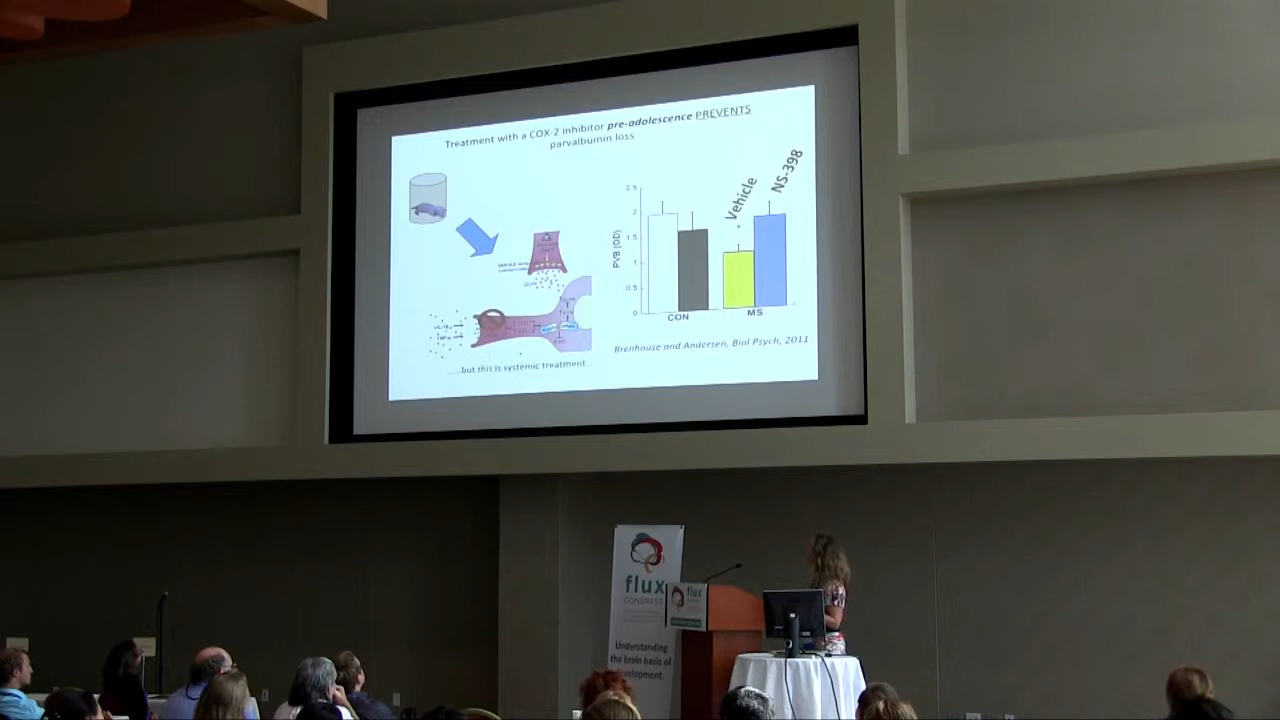 Treatment with a COX-2 inhibitor pre-adolescence PREVENTS
parvalbumin loss
Vehicle
NS-398
2.5
2
1.5
1
0.5
0
PVB (OD)
CON
MS
Brenhouse and Andersen, Biol Psych, 2011
.....but this is systemic treatment...
flux
CONGRESS
Understanding
the brain basis of
development.
flux